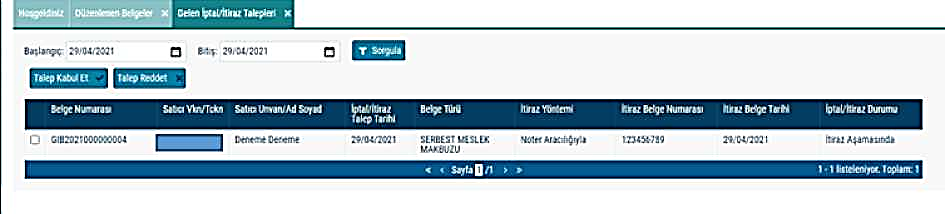 Hoşgeldiniz Düzenlenen Belgeler × Gelen İptal/İtiraz Talepleri ×
Başlangıç: 29/04/2021 Bitiş: 29/04/2021 Sorgula
Talep Kabul Et Talep Reddet
Belge Numarası Satıcı Vkn/Tckn Satıcı Unvan/Ad Soyad İptal/İtiraz Talep Tarihi Belge Türü İtiraz Yöntemi İtiraz Belge Numarası İtiraz Belge Tarihi İptal/İtiraz Durumu
GIB2021000000004 Deneme Deneme 29/04/2021 SERBEST MESLEK MAKBUZU Noter Aracılığıyla 123456789 29/04/2021 İtiraz Aşamasında
« < Sayfa 1 /1 > » 1 - 1 listeleniyor. Toplam: 1